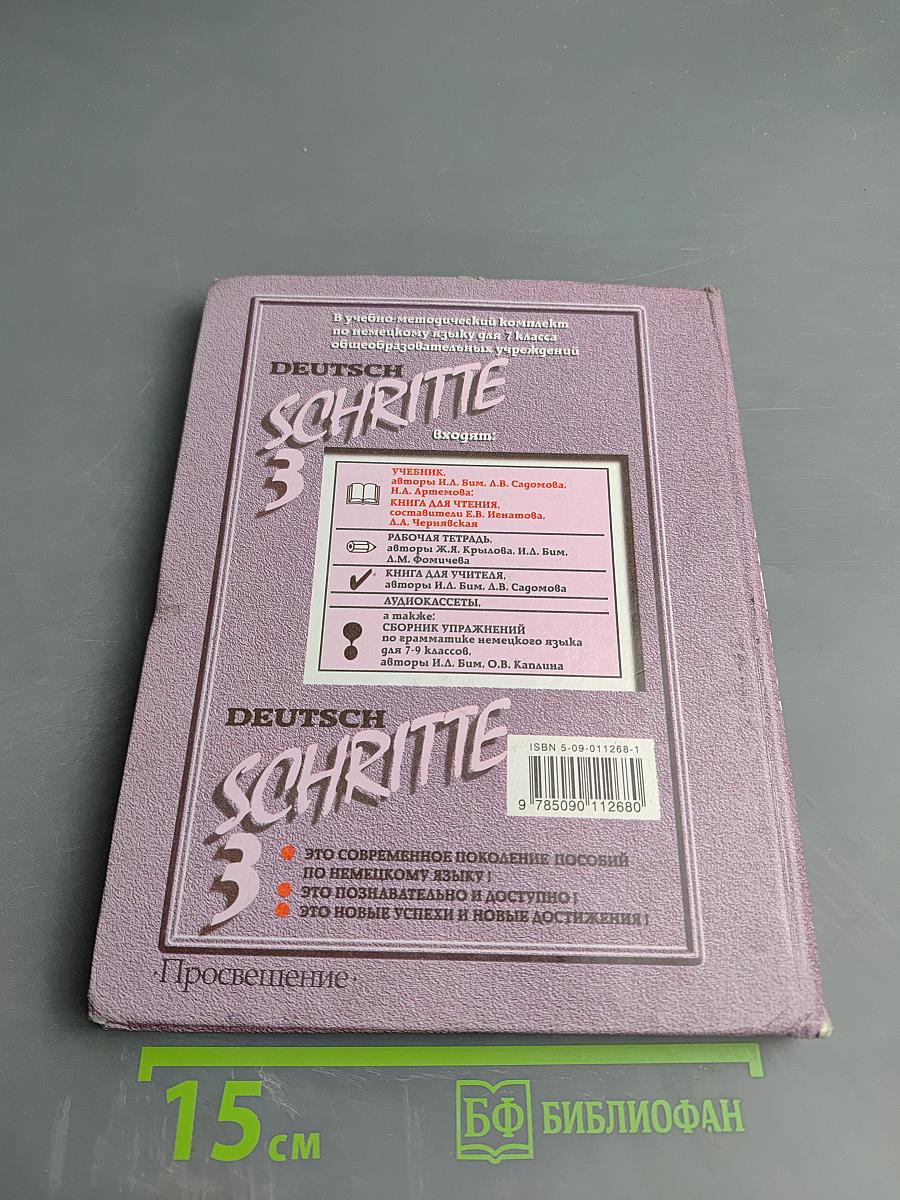 В учебно-методический комплект
по немецкому языку для 7 класса
общеобразовательных учреждений
DEUTSCH
SCHRITTE
3
входят:
УЧЕБНИК,
авторы И.Л. Бим, Л.В. Садомова,
Н.А. Артемова;
КНИГА ДЛЯ ЧТЕНИЯ,
составители Е.В. Игнатова,
Л.А. Чернявская
РАБОЧАЯ ТЕТРАДЬ,
авторы Ж.Я. Крылова, И.Л. Бим,
Л.М. Фомичева
КНИГА ДЛЯ УЧИТЕЛЯ,
авторы И.Л. Бим, Л.В. Садомова
АУДИОКАССЕТЫ,
а также:
СБОРНИК УПРАЖНЕНИЙ
по грамматике немецкого языка
для 7-9 классов,
авторы И.Л. Бим, О.В. Каплина
DEUTSCH
SCHRITTE
3
ISBN 5-09-011268-1
9 785090 112680
ЭТО СОВРЕМЕННОЕ ПОКОЛЕНИЕ ПОСОБИЙ
ПО НЕМЕЦКОМУ ЯЗЫКУ!
ЭТО ПОЗНАВАТЕЛЬНО И ДОСТУПНО!
ЭТО НОВЫЕ УСПЕХИ И НОВЫЕ ДОСТИЖЕНИЯ!
·Просвещение·
15 см
БФ БИБЛИОФАН